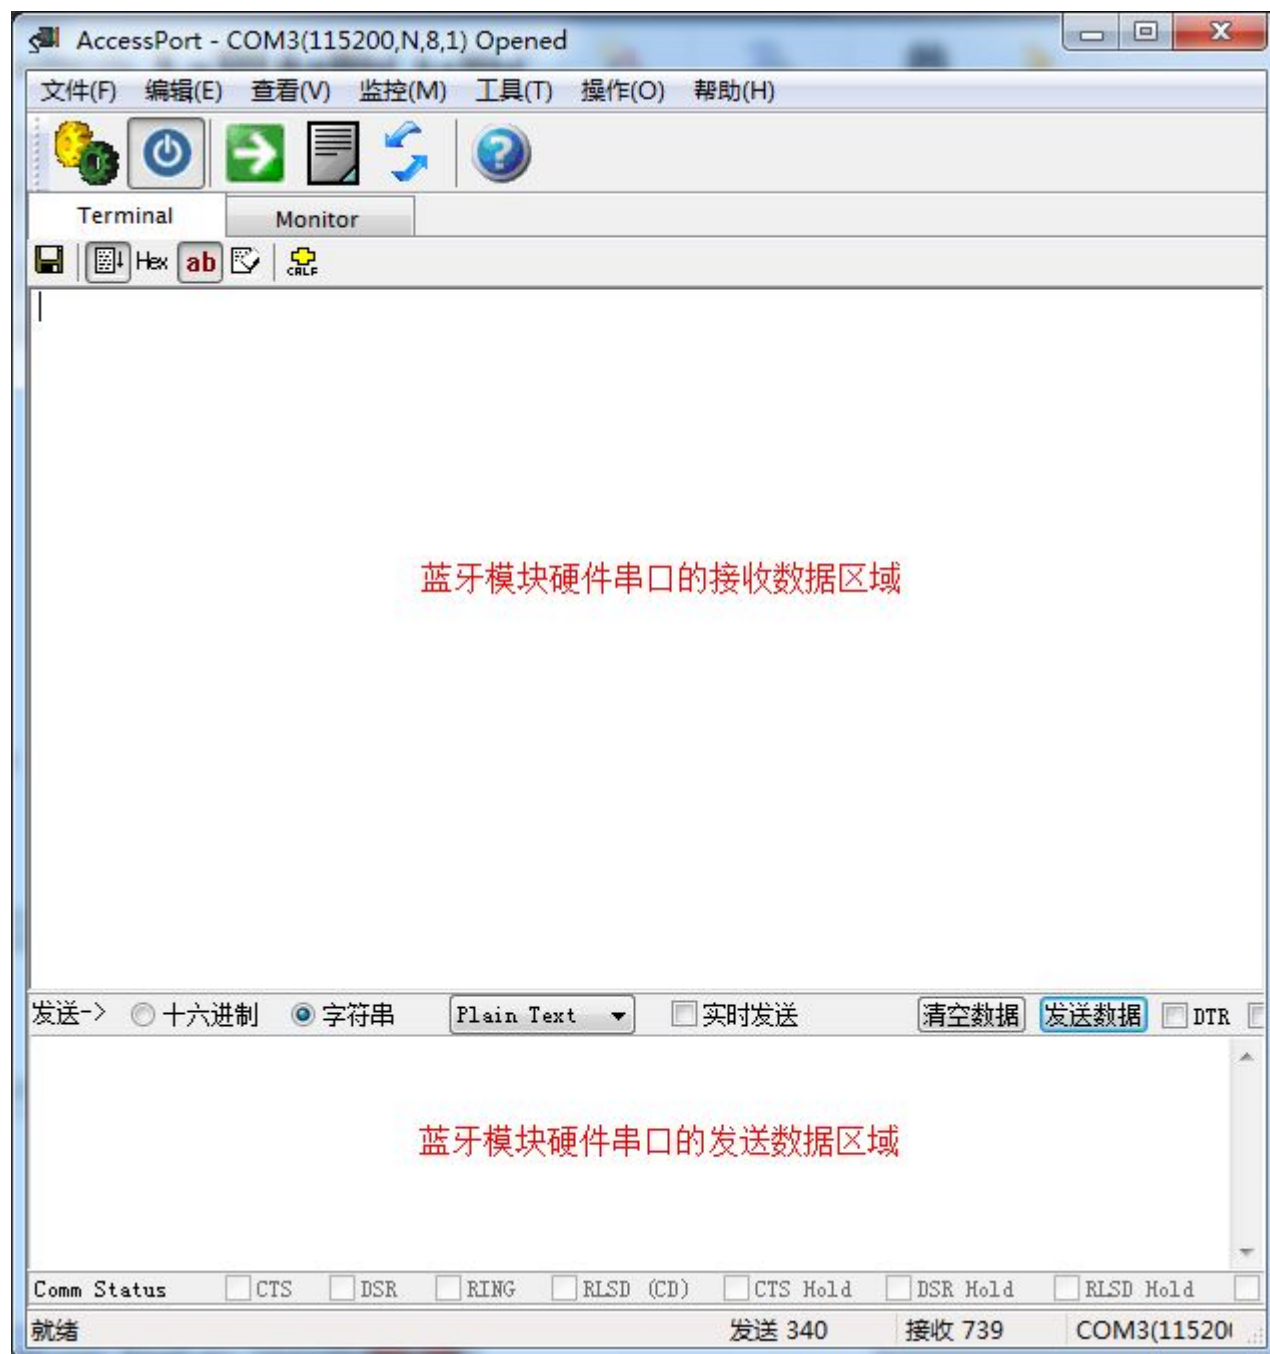 AccessPort - COM3(115200,N,8,1) Opened
文件(F) 编辑(E) 查看(V) 监控(M) 工具(T) 操作(O) 帮助(H)
Terminal Monitor
Hex ab CRLF
蓝牙模块硬件串口的接收数据区域
发送-> 十六进制 字符串 Plain Text 实时发送 清空数据 发送数据 DTR
蓝牙模块硬件串口的发送数据区域
Comm Status CTS DSR RING RLSD (CD) CTS Hold DSR Hold RLSD Hold
就绪 发送 340 接收 739 COM3(11520